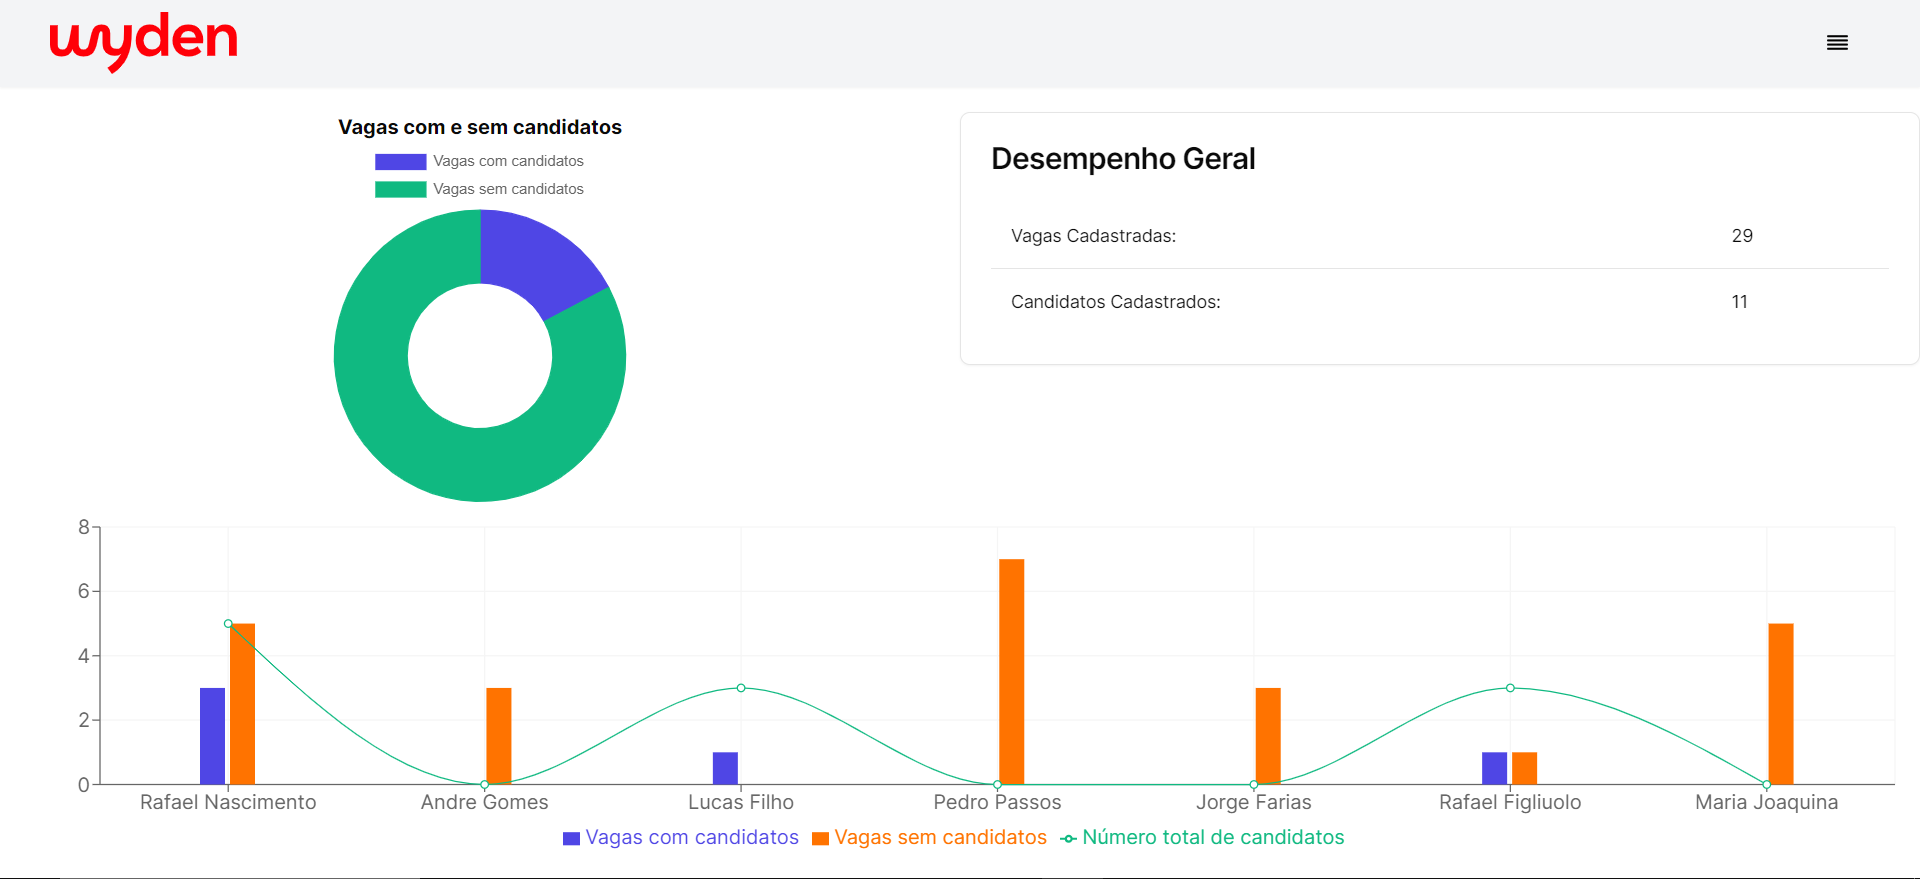 wyden
Vagas com e sem candidatos
Vagas com candidatos
Vagas sem candidatos
Desempenho Geral
Vagas Cadastradas: 29
Candidatos Cadastrados: 11
8
6
4
2
0
Rafael Nascimento Andre Gomes Lucas Filho Pedro Passos Jorge Farias Rafael Figliuolo Maria Joaquina
Vagas com candidatos Vagas sem candidatos Número total de candidatos